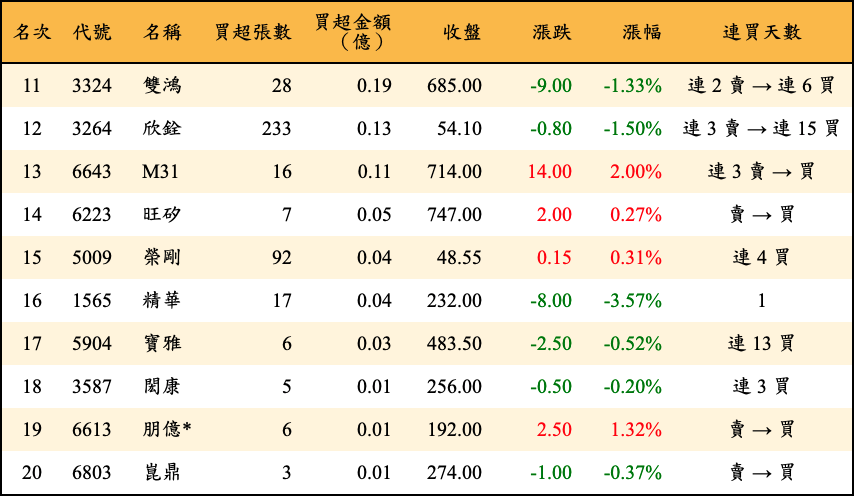 名次 代號 名稱 買超張數 買超金額（億） 收盤 漲跌 漲幅 連買天數
11 3324 雙鴻 28 0.19 685.00 -9.00 -1.33% 連 2 賣 → 連 6 買
12 3264 欣銓 233 0.13 54.10 -0.80 -1.50% 連 3 賣 → 連 15 買
13 6643 M31 16 0.11 714.00 14.00 2.00% 連 3 賣 → 買
14 6223 旺矽 7 0.05 747.00 2.00 0.27% 賣 → 買
15 5009 榮剛 92 0.04 48.55 0.15 0.31% 連 4 買
16 1565 精華 17 0.04 232.00 -8.00 -3.57% 1
17 5904 寶雅 6 0.03 483.50 -2.50 -0.52% 連 13 買
18 3587 閎康 5 0.01 256.00 -0.50 -0.20% 連 3 買
19 6613 朋億* 6 0.01 192.00 2.50 1.32% 賣 → 買
20 6803 崑鼎 3 0.01 274.00 -1.00 -0.37% 賣 → 買